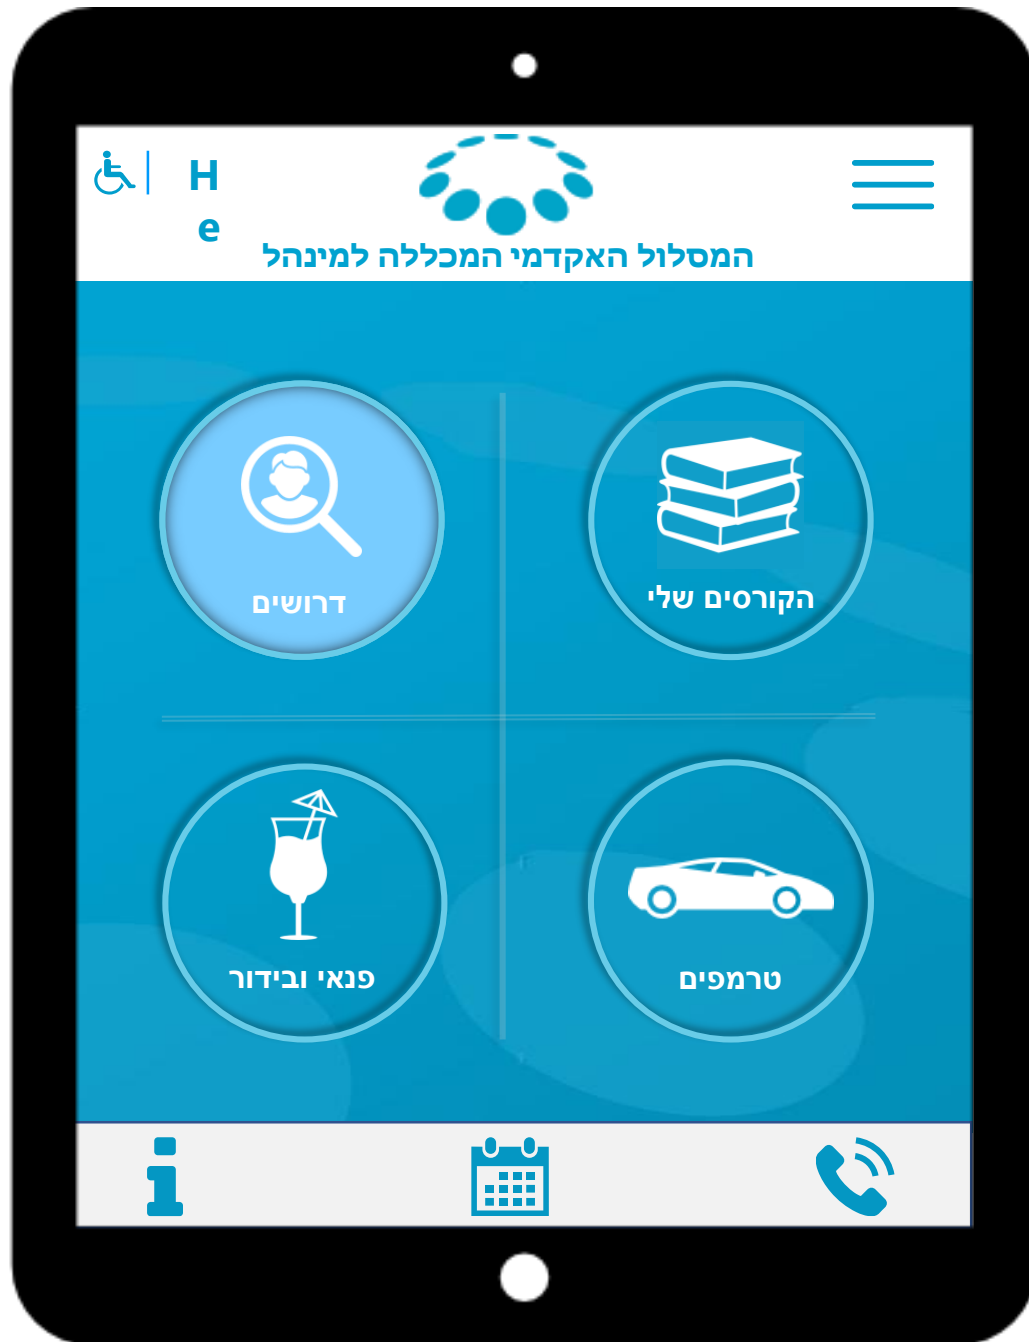 H
e
המסלול האקדמי המכללה למינהל
הקורסים שלי
דרושים
טרמפים
פנאי ובידור